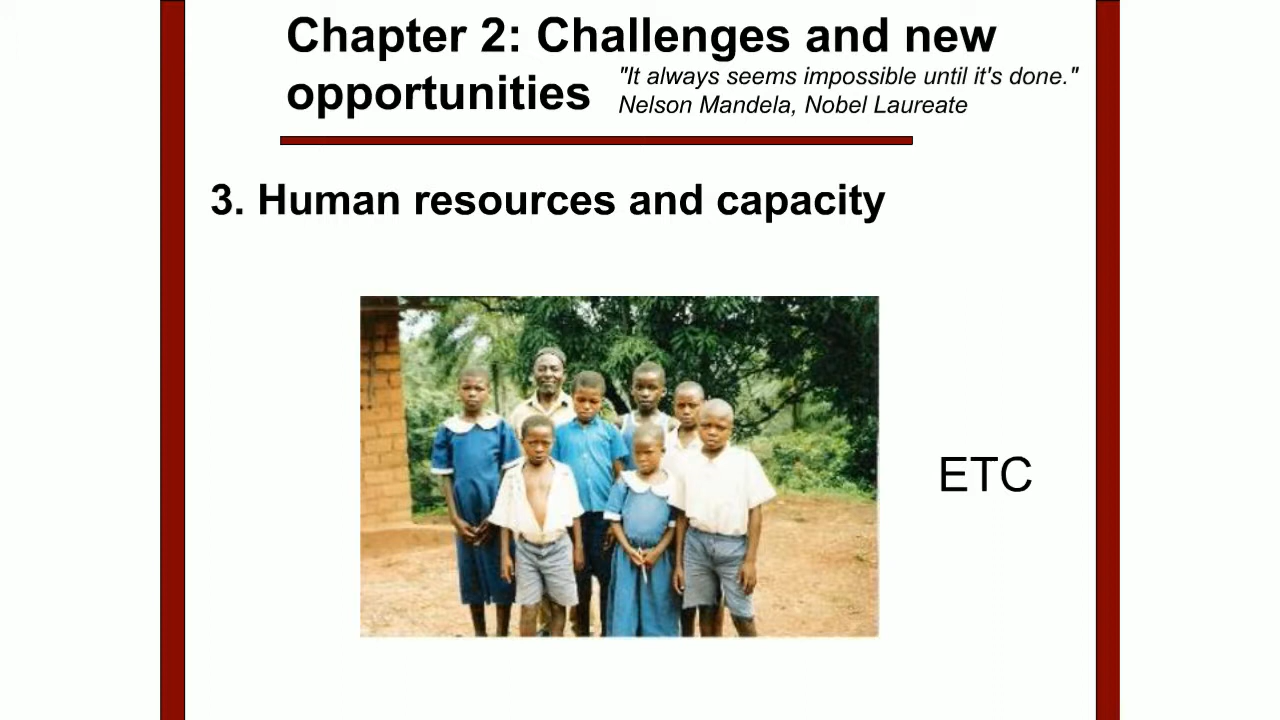 Chapter 2: Challenges and new
opportunities
"It always seems impossible until it's done."
Nelson Mandela, Nobel Laureate
3. Human resources and capacity
ETC